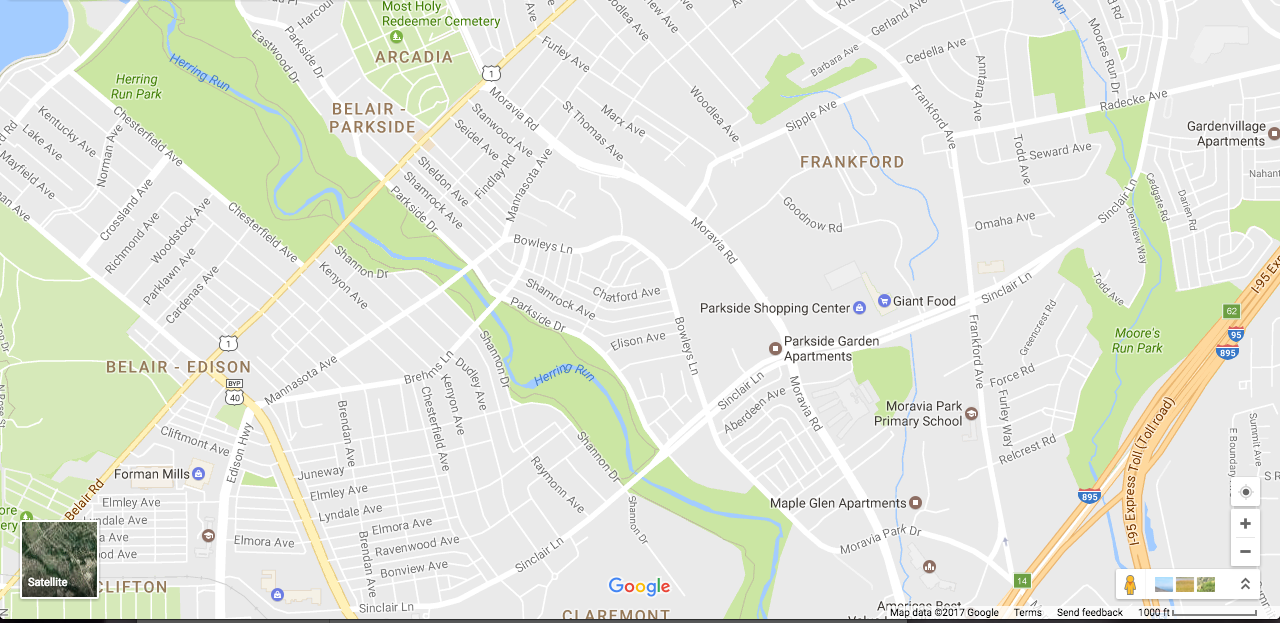 Most Holy
Redeemer Cemetery
ARCADIA
Parkside Dr
Eastwood Dr
Herring Run
Herring
Run Park
BELAIR -
PARKSIDE
1
Furley Ave
Moravia Rd
Stanwood Ave
Seidel Ave
Findlay Rd
Mannasota Ave
St Thomas Ave
Marx Ave
Woodlea Ave
Barbara Ave
Gerland Ave
Cedella Ave
Sipple Ave
Frankford Ave
Anntana Ave
Moores Run Dr
Radecke Ave
Gardenville
Apartments
FRANKFORD
Todd Ave
Seward Ave
Omaha Ave
Goodnow Rd
Sinclair Ln
Cedgate Rd
Darien Rd
Denview Way
Todd Ave
Kentucky Ave
Lake Ave
Mayfield Ave
Norman Ave
Chesterfield Ave
Crossland Ave
Richmond Ave
Woodstock Ave
Parklawn Ave
Cardenas Ave
Chesterfield Ave
Sheldon Ave
Shamrock Ave
Parkside Dr
Shannon Dr
Kenyon Ave
Bowleys Ln
Shamrock Ave
Chatford Ave
Parkside Dr
Elison Ave
Bowleys Ln
Moravia Rd
Parkside Shopping Center
Giant Food
Sinclair Ln
Parkside Garden
Apartments
Frankford Ave
Greencrest Rd
Moore's
Run Park
62
95
895
I-95 Express Toll (Toll road)
1
BELAIR - EDISON
BYP
40
Mannasota Ave
Brehms Ln
Dudley Ave
Kenyon Ave
Chesterfield Ave
Shannon Dr
Herring Run
Sinclair Ln
Aberdeen Ave
Moravia Rd
Force Rd
Furley Way
Moravia Park
Primary School
Relcrest Rd
Brendan Ave
Cliftmont Ave
Edison Hwy
Forman Mills
Belair Rd
Juneway
Elmley Ave
Lyndale Ave
Elmora Ave
Ravenwood Ave
Bonview Ave
Brendan Ave
Elmley Ave
Elmora Ave
Shannon Dr
Raymonn Ave
Shannon Dr
Sinclair Ln
Sinclair Ln
Maple Glen Apartments
Moravia Park Dr
895
14
Summit Ave
E Boundary
Satellite
CLIFTON
CLAREMONT
Google
Map data ©2017 Google
Terms
Send feedback
1000 ft